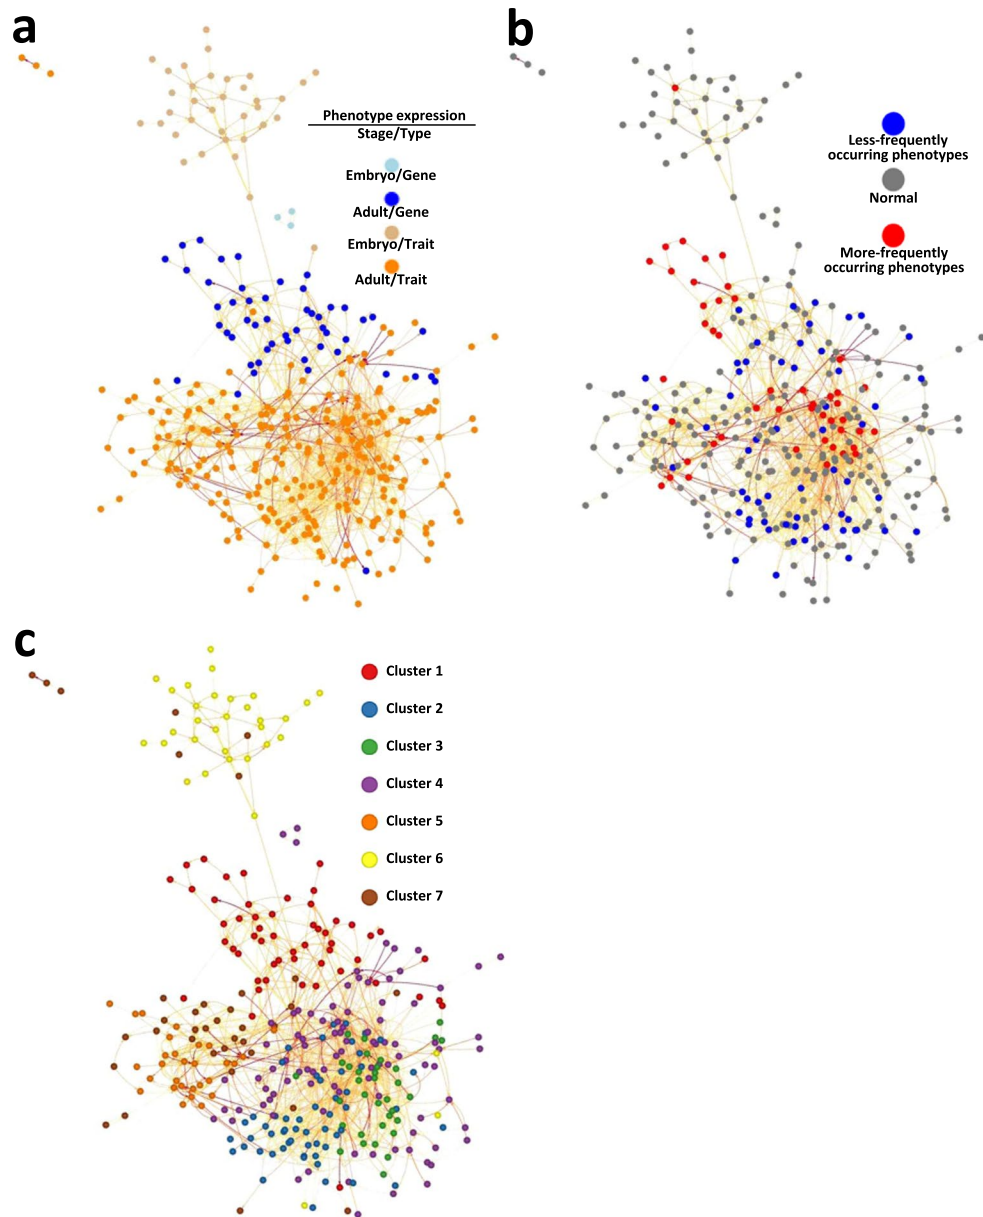 a
b
Phenotype expression
Stage/Type
Embryo/Gene
Adult/Gene
Embryo/Trait
Adult/Trait
Less-frequently
occurring phenotypes
Normal
More-frequently
occurring phenotypes
c
Cluster 1
Cluster 2
Cluster 3
Cluster 4
Cluster 5
Cluster 6
Cluster 7